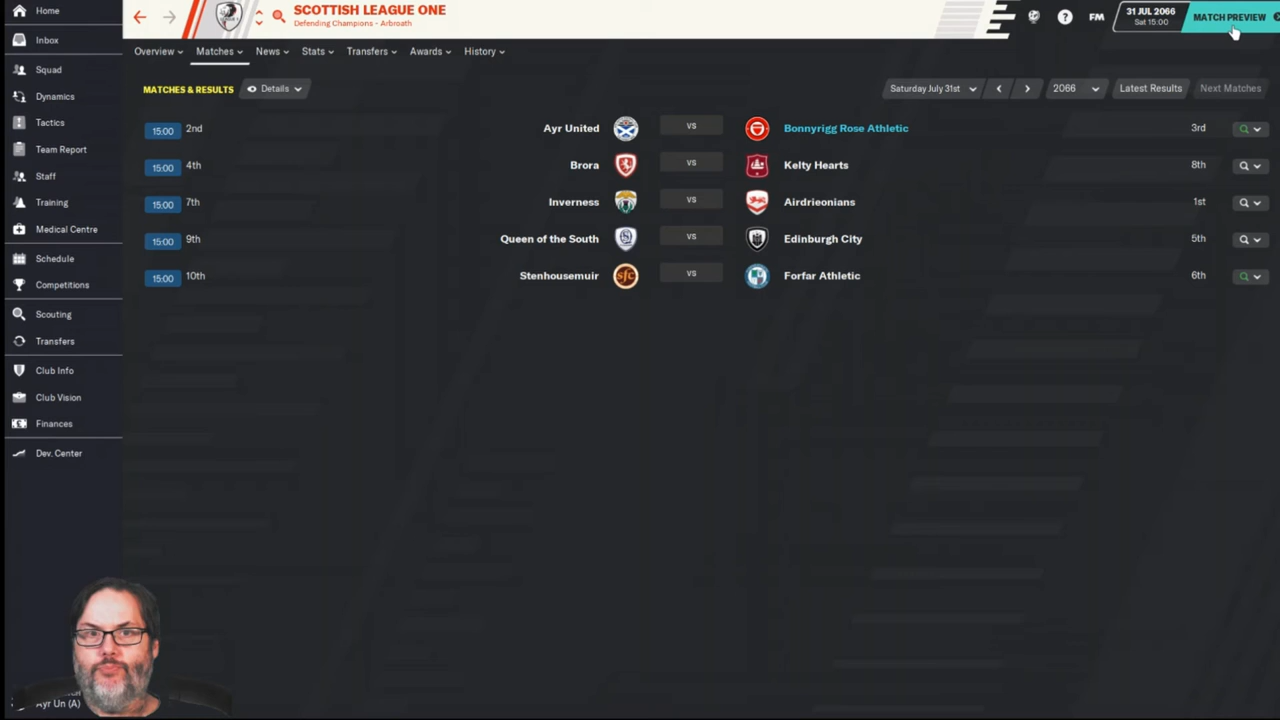 Home
SCOTTISH LEAGUE ONE
Defending Champions - Arbroath
FM
31 JUL 2066
Sat 15:00
MATCH PREVIEW
Inbox
Overview Matches News Stats Transfers Awards History
Squad
Dynamics
Tactics
Team Report
Staff
Training
Medical Centre
Schedule
Competitions
Scouting
Transfers
Club Info
Club Vision
Finances
Dev. Center
Ayr Un (A)
MATCHES & RESULTS Details Saturday July 31st 2066 Latest Results Next Matches
15:00 2nd Ayr United vs Bonnyrigg Rose Athletic 3rd
15:00 4th Brora vs Kelty Hearts 8th
15:00 7th Inverness vs Airdrieonians 1st
15:00 9th Queen of the South vs Edinburgh City 5th
15:00 10th Stenhousemuir sfc vs Forfar Athletic 6th